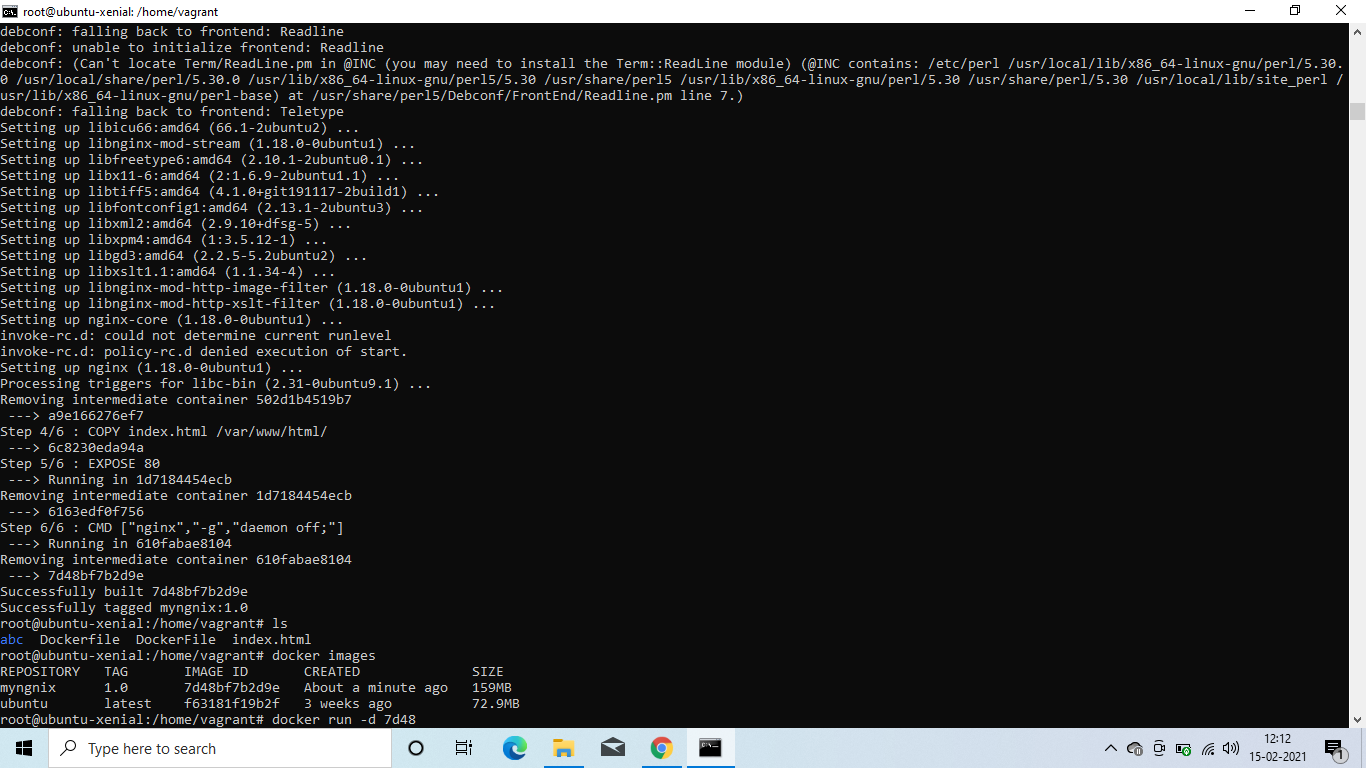 root@ubuntu-xenial: /home/vagrant
debconf: falling back to frontend: Readline
debconf: unable to initialize frontend: Readline
debconf: (Can't locate Term/ReadLine.pm in @INC (you may need to install the Term::ReadLine module) (@INC contains: /etc/perl /usr/local/lib/x86_64-linux-gnu/perl/5.30.
0 /usr/local/share/perl/5.30.0 /usr/lib/x86_64-linux-gnu/perl5/5.30 /usr/share/perl5 /usr/lib/x86_64-linux-gnu/perl/5.30 /usr/share/perl/5.30 /usr/local/lib/site_perl /
usr/lib/x86_64-linux-gnu/perl-base) at /usr/share/perl5/Debconf/FrontEnd/Readline.pm line 7.)
debconf: falling back to frontend: Teletype
Setting up libicu66:amd64 (66.1-2ubuntu2) ...
Setting up libnginx-mod-stream (1.18.0-0ubuntu1) ...
Setting up libfreetype6:amd64 (2.10.1-2ubuntu0.1) ...
Setting up libx11-6:amd64 (2:1.6.9-2ubuntu1.1) ...
Setting up libtiff5:amd64 (4.1.0+git191117-2build1) ...
Setting up libfontconfig1:amd64 (2.13.1-2ubuntu3) ...
Setting up libxml2:amd64 (2.9.10+dfsg-5) ...
Setting up libxpm4:amd64 (1:3.5.12-1) ...
Setting up libgd3:amd64 (2.2.5-5.2ubuntu2) ...
Setting up libxslt1.1:amd64 (1.1.34-4) ...
Setting up libnginx-mod-http-image-filter (1.18.0-0ubuntu1) ...
Setting up libnginx-mod-http-xslt-filter (1.18.0-0ubuntu1) ...
Setting up nginx-core (1.18.0-0ubuntu1) ...
invoke-rc.d: could not determine current runlevel
invoke-rc.d: policy-rc.d denied execution of start.
Setting up nginx (1.18.0-0ubuntu1) ...
Processing triggers for libc-bin (2.31-0ubuntu9.1) ...
Removing intermediate container 502d1b4519b7
 ---> a9e166276ef7
Step 4/6 : COPY index.html /var/www/html/
 ---> 6c8230eda94a
Step 5/6 : EXPOSE 80
 ---> Running in 1d7184454ecb
Removing intermediate container 1d7184454ecb
 ---> 6163edf0f756
Step 6/6 : CMD ["nginx","-g","daemon off;"]
 ---> Running in 610fabae8104
Removing intermediate container 610fabae8104
 ---> 7d48bf7b2d9e
Successfully built 7d48bf7b2d9e
Successfully tagged myngnix:1.0
root@ubuntu-xenial:/home/vagrant# ls
abc  Dockerfile  DockerFile  index.html
root@ubuntu-xenial:/home/vagrant# docker images
REPOSITORY   TAG       IMAGE ID       CREATED              SIZE
myngnix      1.0       7d48bf7b2d9e   About a minute ago   159MB
ubuntu       latest    f63181f19b2f   3 weeks ago          72.9MB
root@ubuntu-xenial:/home/vagrant# docker run -d 7d48
Type here to search
12:12
15-02-2021
1